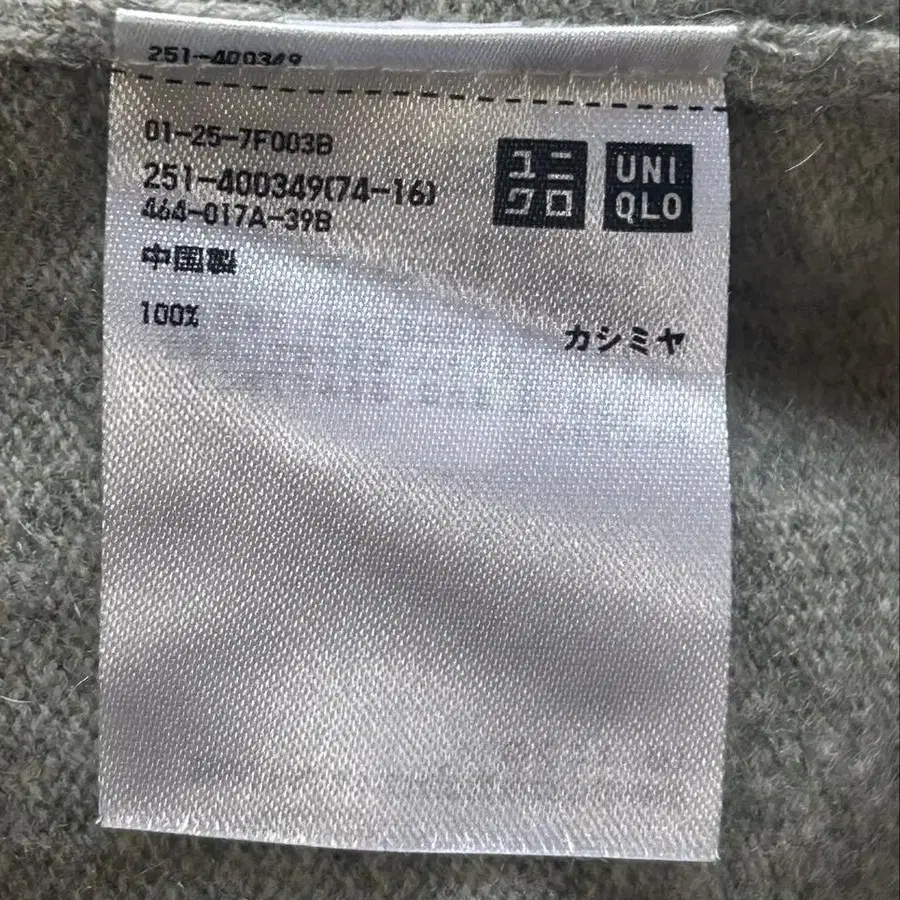 251-400349
01-25-7F003B
251-400349(74-16)
464-017A-39B
中国製
100% カシミヤ
ユニ
クロ
UNI
QLO